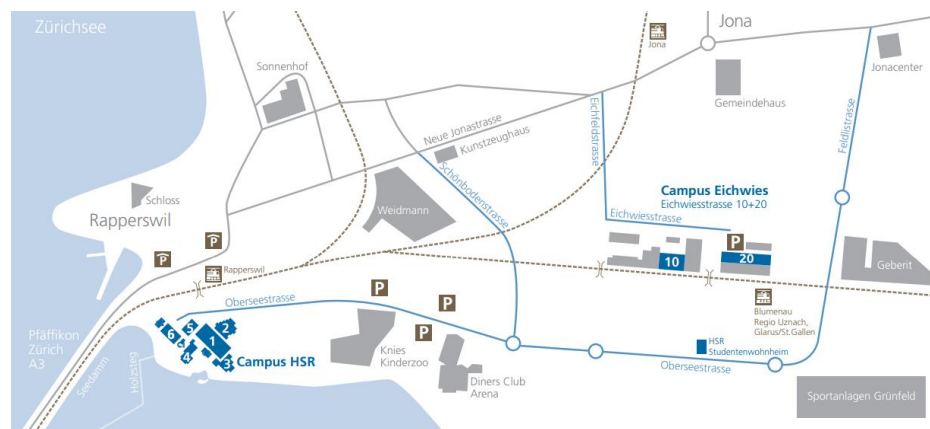 Zürichsee
Jona
Jona
Sonnenhof
Jonacenter
Gemeindehaus
Neue Jonastrasse
Kunstzeughaus
Eichfeldstrasse
Feldlistrasse
Schönbodenstrasse
Schloss
Rapperswil
Weidmann
Campus Eichwies
Eichwiesstrasse 10+20
Eichwiesstrasse
P
P
P
10
20
Geberit
Rapperswil
Blumenau
Regio Uznach,
Glarus/St.Gallen
Oberseestrasse
P
P
P
Pfäffikon
Zürich
A3
Seedamm
Holzsteg
6
5
2
1
4
3
Campus HSR
Knies
Kinderzoo
Diners Club
Arena
HSR
Studentenwohnheim
Oberseestrasse
Sportanlagen Grünfeld